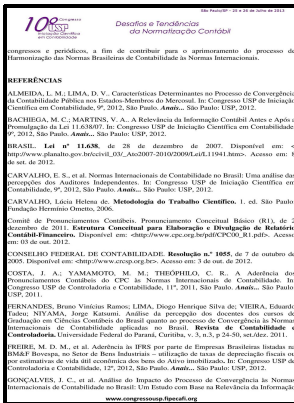 São Paulo/SP – 25 a 26 de Julho de 2013
10º Congresso
USP
Iniciação Científica
em Contabilidade
Desafios e Tendências
da Normatização Contábil
congressos e periódicos, a fim de contribuir para o aprimoramento do processo de
Harmonização das Normas Brasileiras de Contabilidade às Normas Internacionais.
REFERÊNCIAS
ALMEIDA, L. M.; LIMA, D. V.. Características Determinantes no Processo de Convergência
da Contabilidade Pública nos Estados-Membros do Mercosul. In: Congresso USP de Iniciação
Científica em Contabilidade, 9º, 2012, São Paulo. Anais... São Paulo: USP, 2012.
BACHIEGA, M. C.; MARTINS, V. A.. A Relevância da Informação Contábil Antes e Após a
Promulgação da Lei 11.638/07. In: Congresso USP de Iniciação Científica em Contabilidade,
9º, 2012, São Paulo. Anais... São Paulo: USP, 2012.
BRASIL. Lei nº 11.638, de 28 de dezembro de 2007. Disponível em: <
http://www.planalto.gov.br/ccivil_03/_Ato2007-2010/2009/Lei/L11941.htm>. Acesso em: 8
de set. de 2012.
CARVALHO, E. S., et al. Normas Internacionais de Contabilidade no Brasil: Uma análise das
percepções dos Auditores Independentes. In: Congresso USP de Iniciação Científica em
Contabilidade, 9º, 2012, São Paulo. Anais... São Paulo: USP, 2012.
CARVALHO, Lúcia Helena de. Metodologia do Trabalho Científico. 1. ed. São Paulo:
Fundação Hermínio Ometto, 2006.
Comitê de Pronunciamentos Contábeis. Pronunciamento Conceitual Básico (R1), de 2
dezembro de 2011. Estrutura Conceitual para Elaboração e Divulgação de Relatório
Contábil-Financeiro. Disponível em: <http://www.cpc.org.br/pdf/CPC00_R1.pdf>. Acesso
em: 03 de out. 2012.
CONSELHO FEDERAL DE CONTABILIDADE. Resolução nº 1055, de 7 de outubro de
2005. Disponível em: <http://www.crcsp.org.br>. Acesso em: 3 de out. de 2012.
COSTA, J. A.; YAMAMOTO, M. M.; THEÓPHILO, C. R. A Aderência dos
Pronunciamentos Contábeis do CPC às Normas Internacionais de Contabilidade. In:
Congresso USP de Controladoria e Contabilidade, 11º, 2011, São Paulo. Anais... São Paulo:
USP, 2011.
FERNANDES, Bruno Vinícius Ramos; LIMA, Diogo Henrique Silva de; VIEIRA, Eduardo
Tadeu; NIYAMA, Jorge Katsumi. Análise da percepção dos docentes dos cursos de
Graduação em Ciências Contábeis do Brasil quanto ao processo de Convergência às Normas
Internacionais de Contabilidade aplicadas no Brasil. Revista de Contabilidade e
Controladoria. Universidade Federal do Paraná, Curitiba, v. 3, n.3, p 24-50, set./dez. 2011.
FREIRE, M. D. M., et al. Aderência às IFRS por parte de Empresas Brasileiras listadas na
BM&F Bovespa, no Setor de Bens Industriais – utilização de taxas de depreciação fiscais ou
por estimativas de vida útil econômica dos bens do Ativo Imobilizado. In: Congresso USP de
Controladoria e Contabilidade, 12º, 2012, São Paulo. Anais... São Paulo: USP, 2012.
GONÇALVES, J. C., et al. Análise do Impacto do Processo de Convergência às Normas
Internacionais de Contabilidade no Brasil: Um Estudo com Base na Relevância da Informação
www.congressousp.fipecafi.org